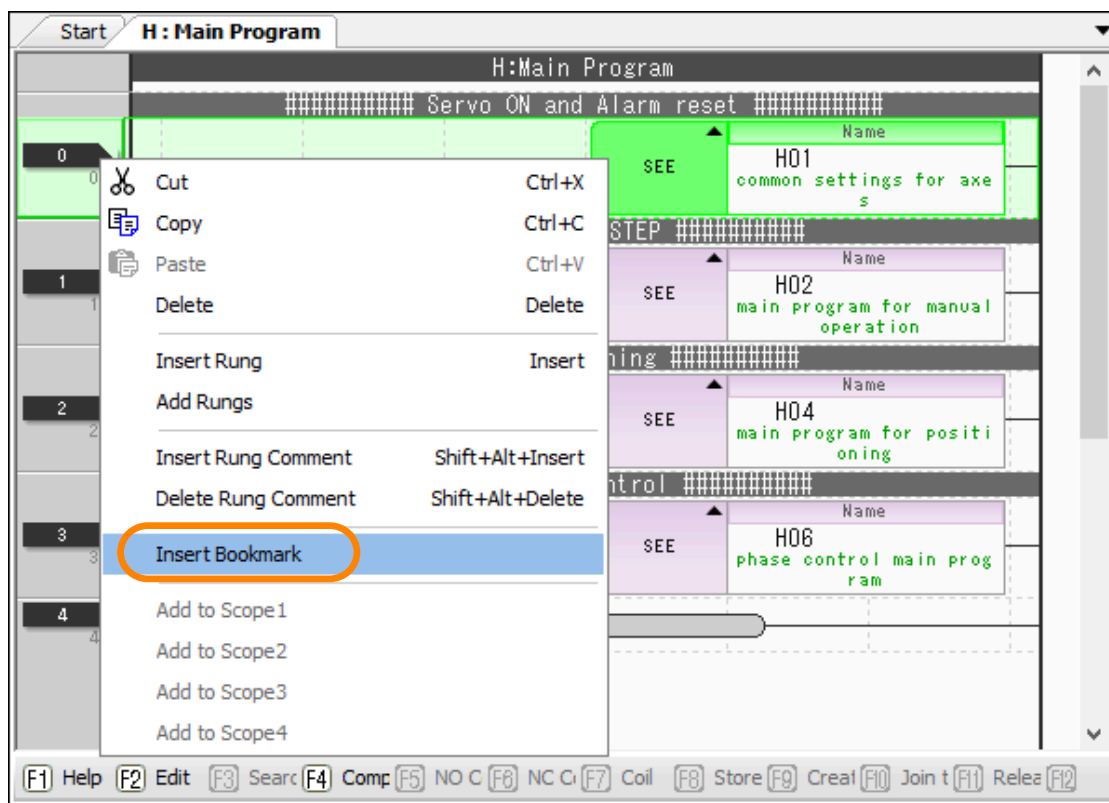 Start H : Main Program
H:Main Program
########## Servo ON and Alarm reset ##########
0
0
SEE
Name
H01
common settings for axe
s
STEP ##########
1
1
SEE
Name
H02
main program for manual
operation
ning ##########
2
2
SEE
Name
H04
main program for positi
oning
ntrol ##########
3
3
SEE
Name
H06
phase control main prog
ram
4
4
Cut Ctrl+X
Copy Ctrl+C
Paste Ctrl+V
Delete Delete
Insert Rung Insert
Add Rungs
Insert Rung Comment Shift+Alt+Insert
Delete Rung Comment Shift+Alt+Delete
Insert Bookmark
Add to Scope1
Add to Scope2
Add to Scope3
Add to Scope4
F1 Help F2 Edit F3 Searc F4 Comp F5 NO C F6 NC C F7 Coil F8 Store F9 Creat F10 Join t F11 Relea F12